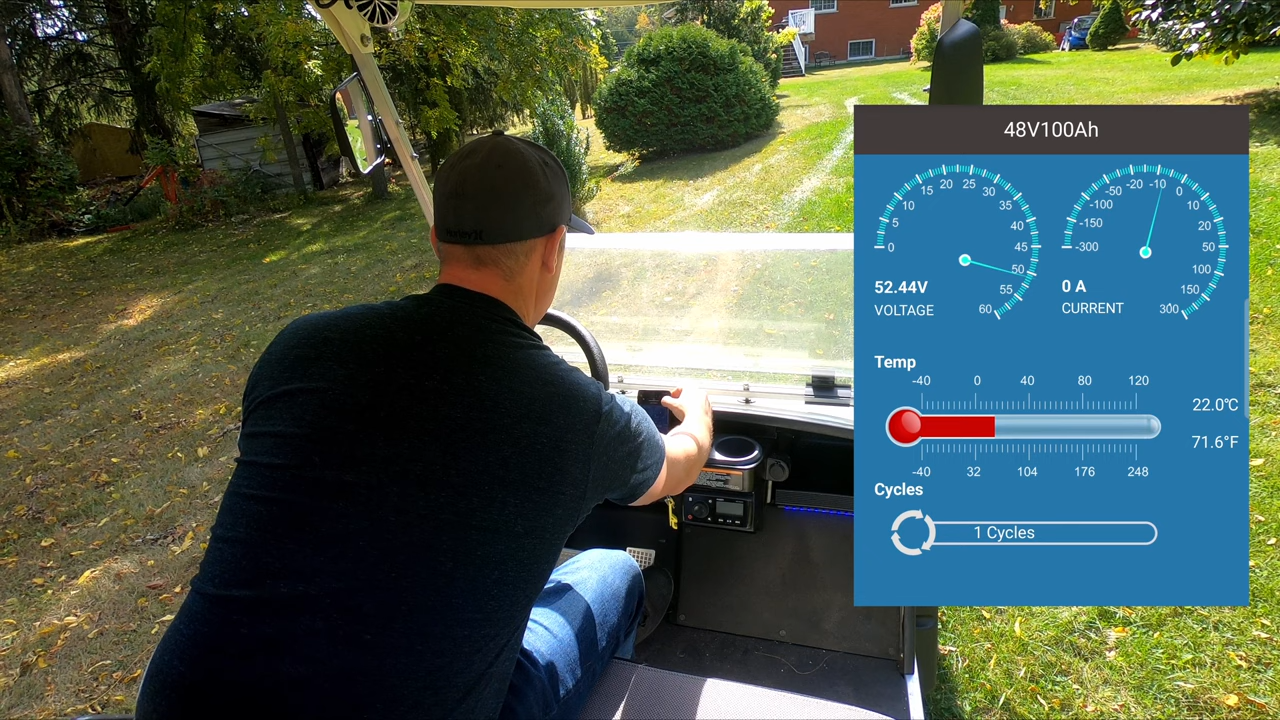 48V100Ah
0 5 10 15 20 25 30 35 40 45 50 55 60
52.44V
VOLTAGE
-300 -150 -100 -50 -20 -10 0 10 20 50 100 150 300
0 A
CURRENT
Temp
-40 0 40 80 120
22.0℃
71.6°F
-40 32 104 176 248
Cycles
1 Cycles
Hurley